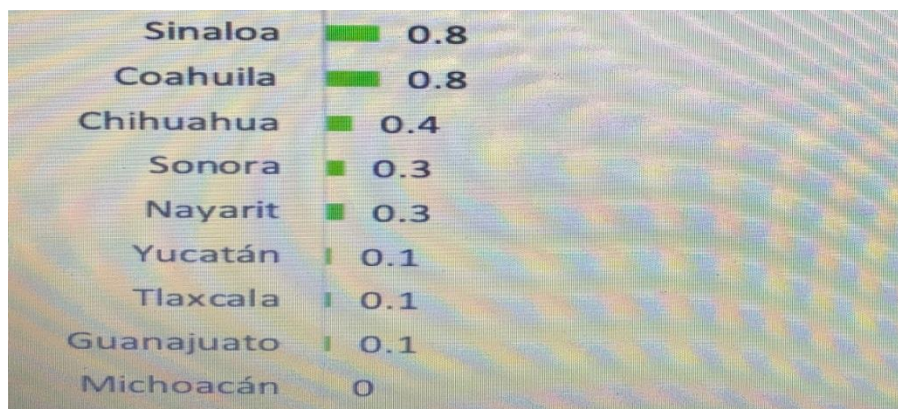 Sinaloa 0.8
Coahuila 0.8
Chihuahua 0.4
Sonora 0.3
Nayarit 0.3
Yucatán 0.1
Tlaxcala 0.1
Guanajuato 0.1
Michoacán 0